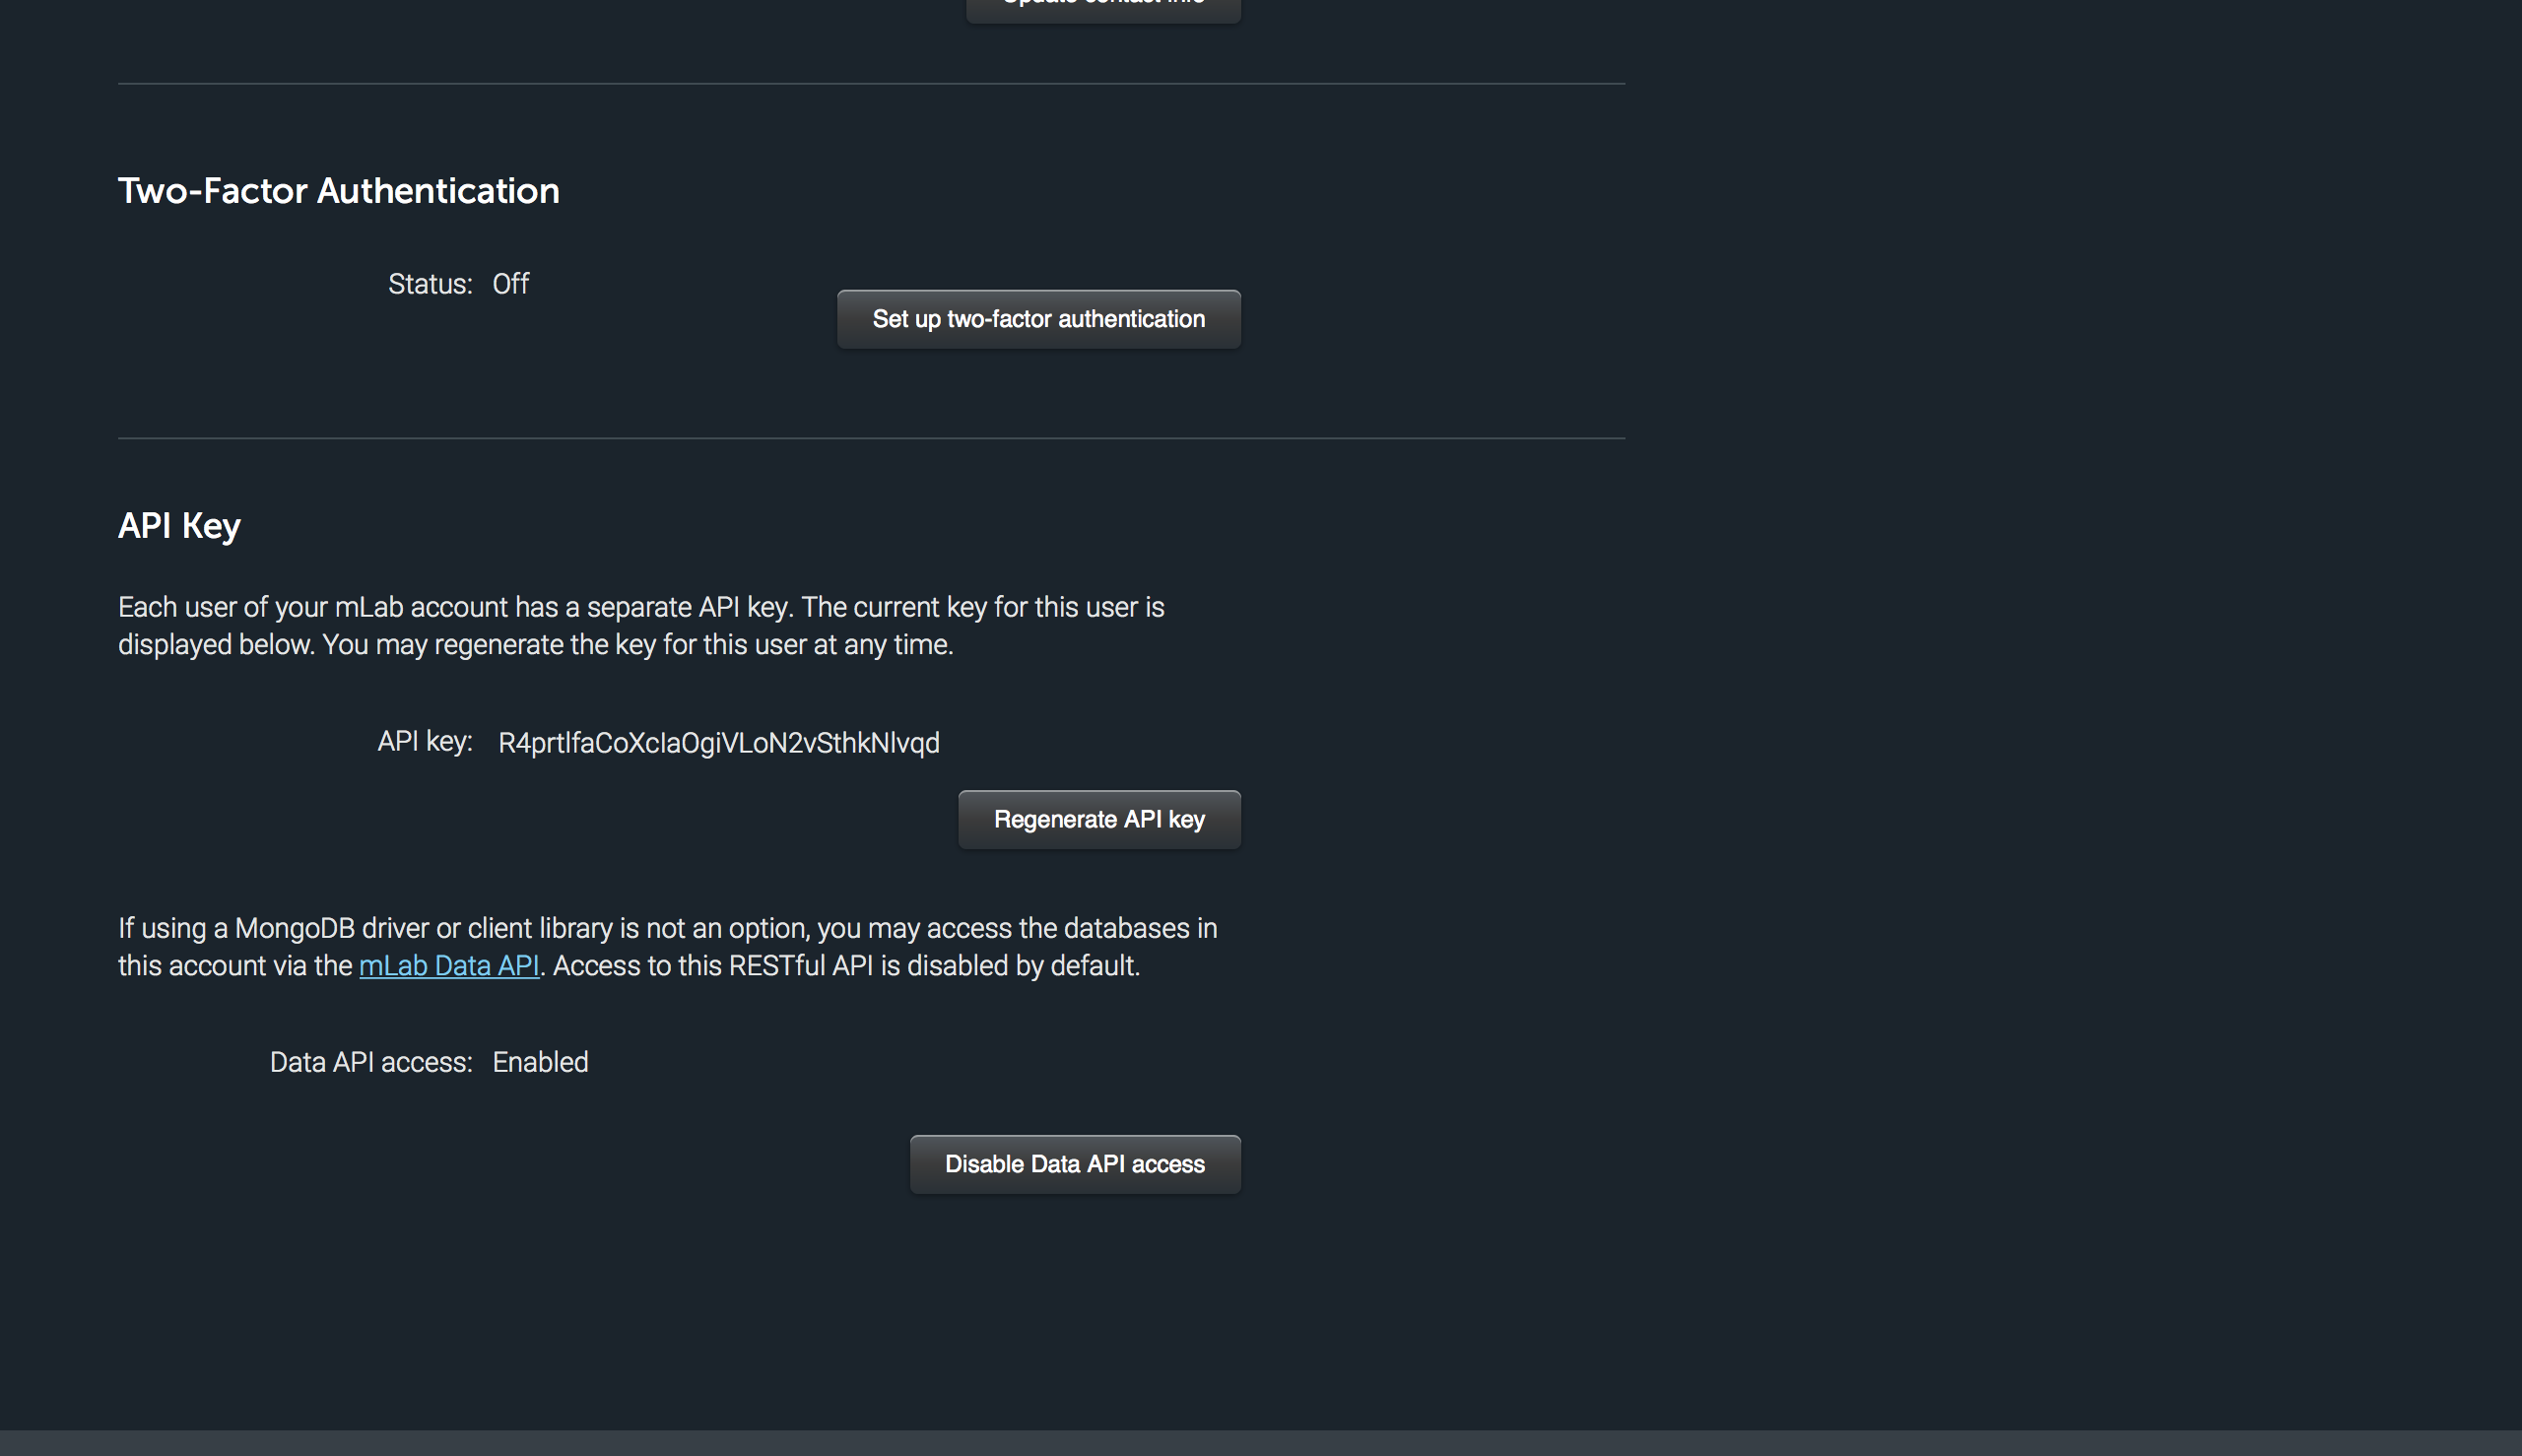 Update contact info
Two-Factor Authentication
Status: Off
Set up two-factor authentication
API Key
Each user of your mLab account has a separate API key. The current key for this user is
displayed below. You may regenerate the key for this user at any time.
API key: R4prtlfaCoXcIaOgiVLoN2vSthkNlvqd
Regenerate API key
If using a MongoDB driver or client library is not an option, you may access the databases in
this account via the mLab Data API. Access to this RESTful API is disabled by default.
Data API access: Enabled
Disable Data API access